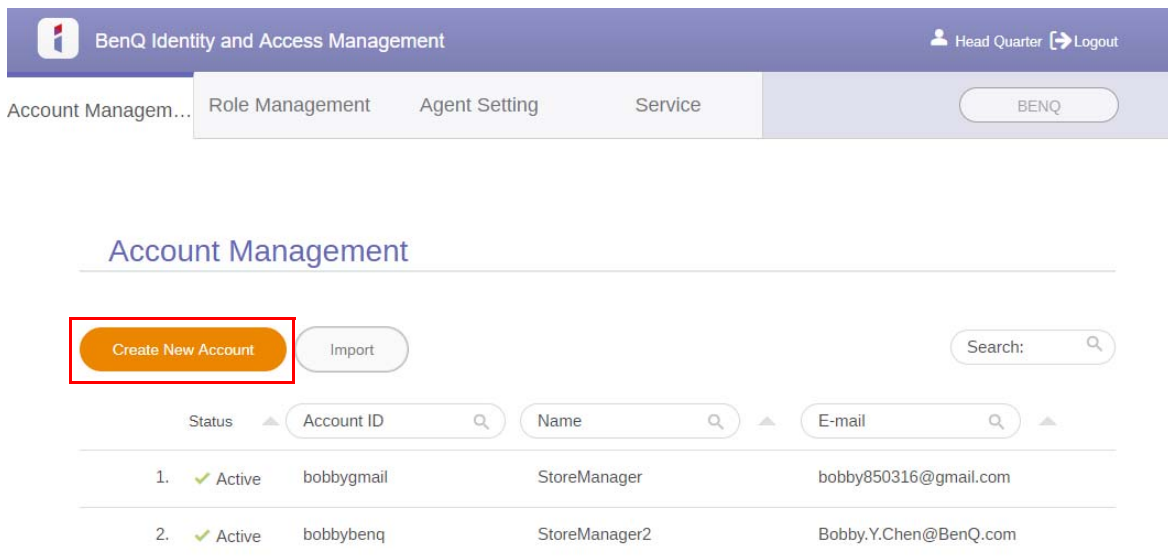 BenQ Identity and Access Management
Head Quarter Logout
Account Managem...
Role Management
Agent Setting
Service
BENQ
Account Management
Create New Account
Import
Search:
Status Account ID Name E-mail
1. Active bobbygmail StoreManager bobby850316@gmail.com
2. Active bobbybenq StoreManager2 Bobby.Y.Chen@BenQ.com